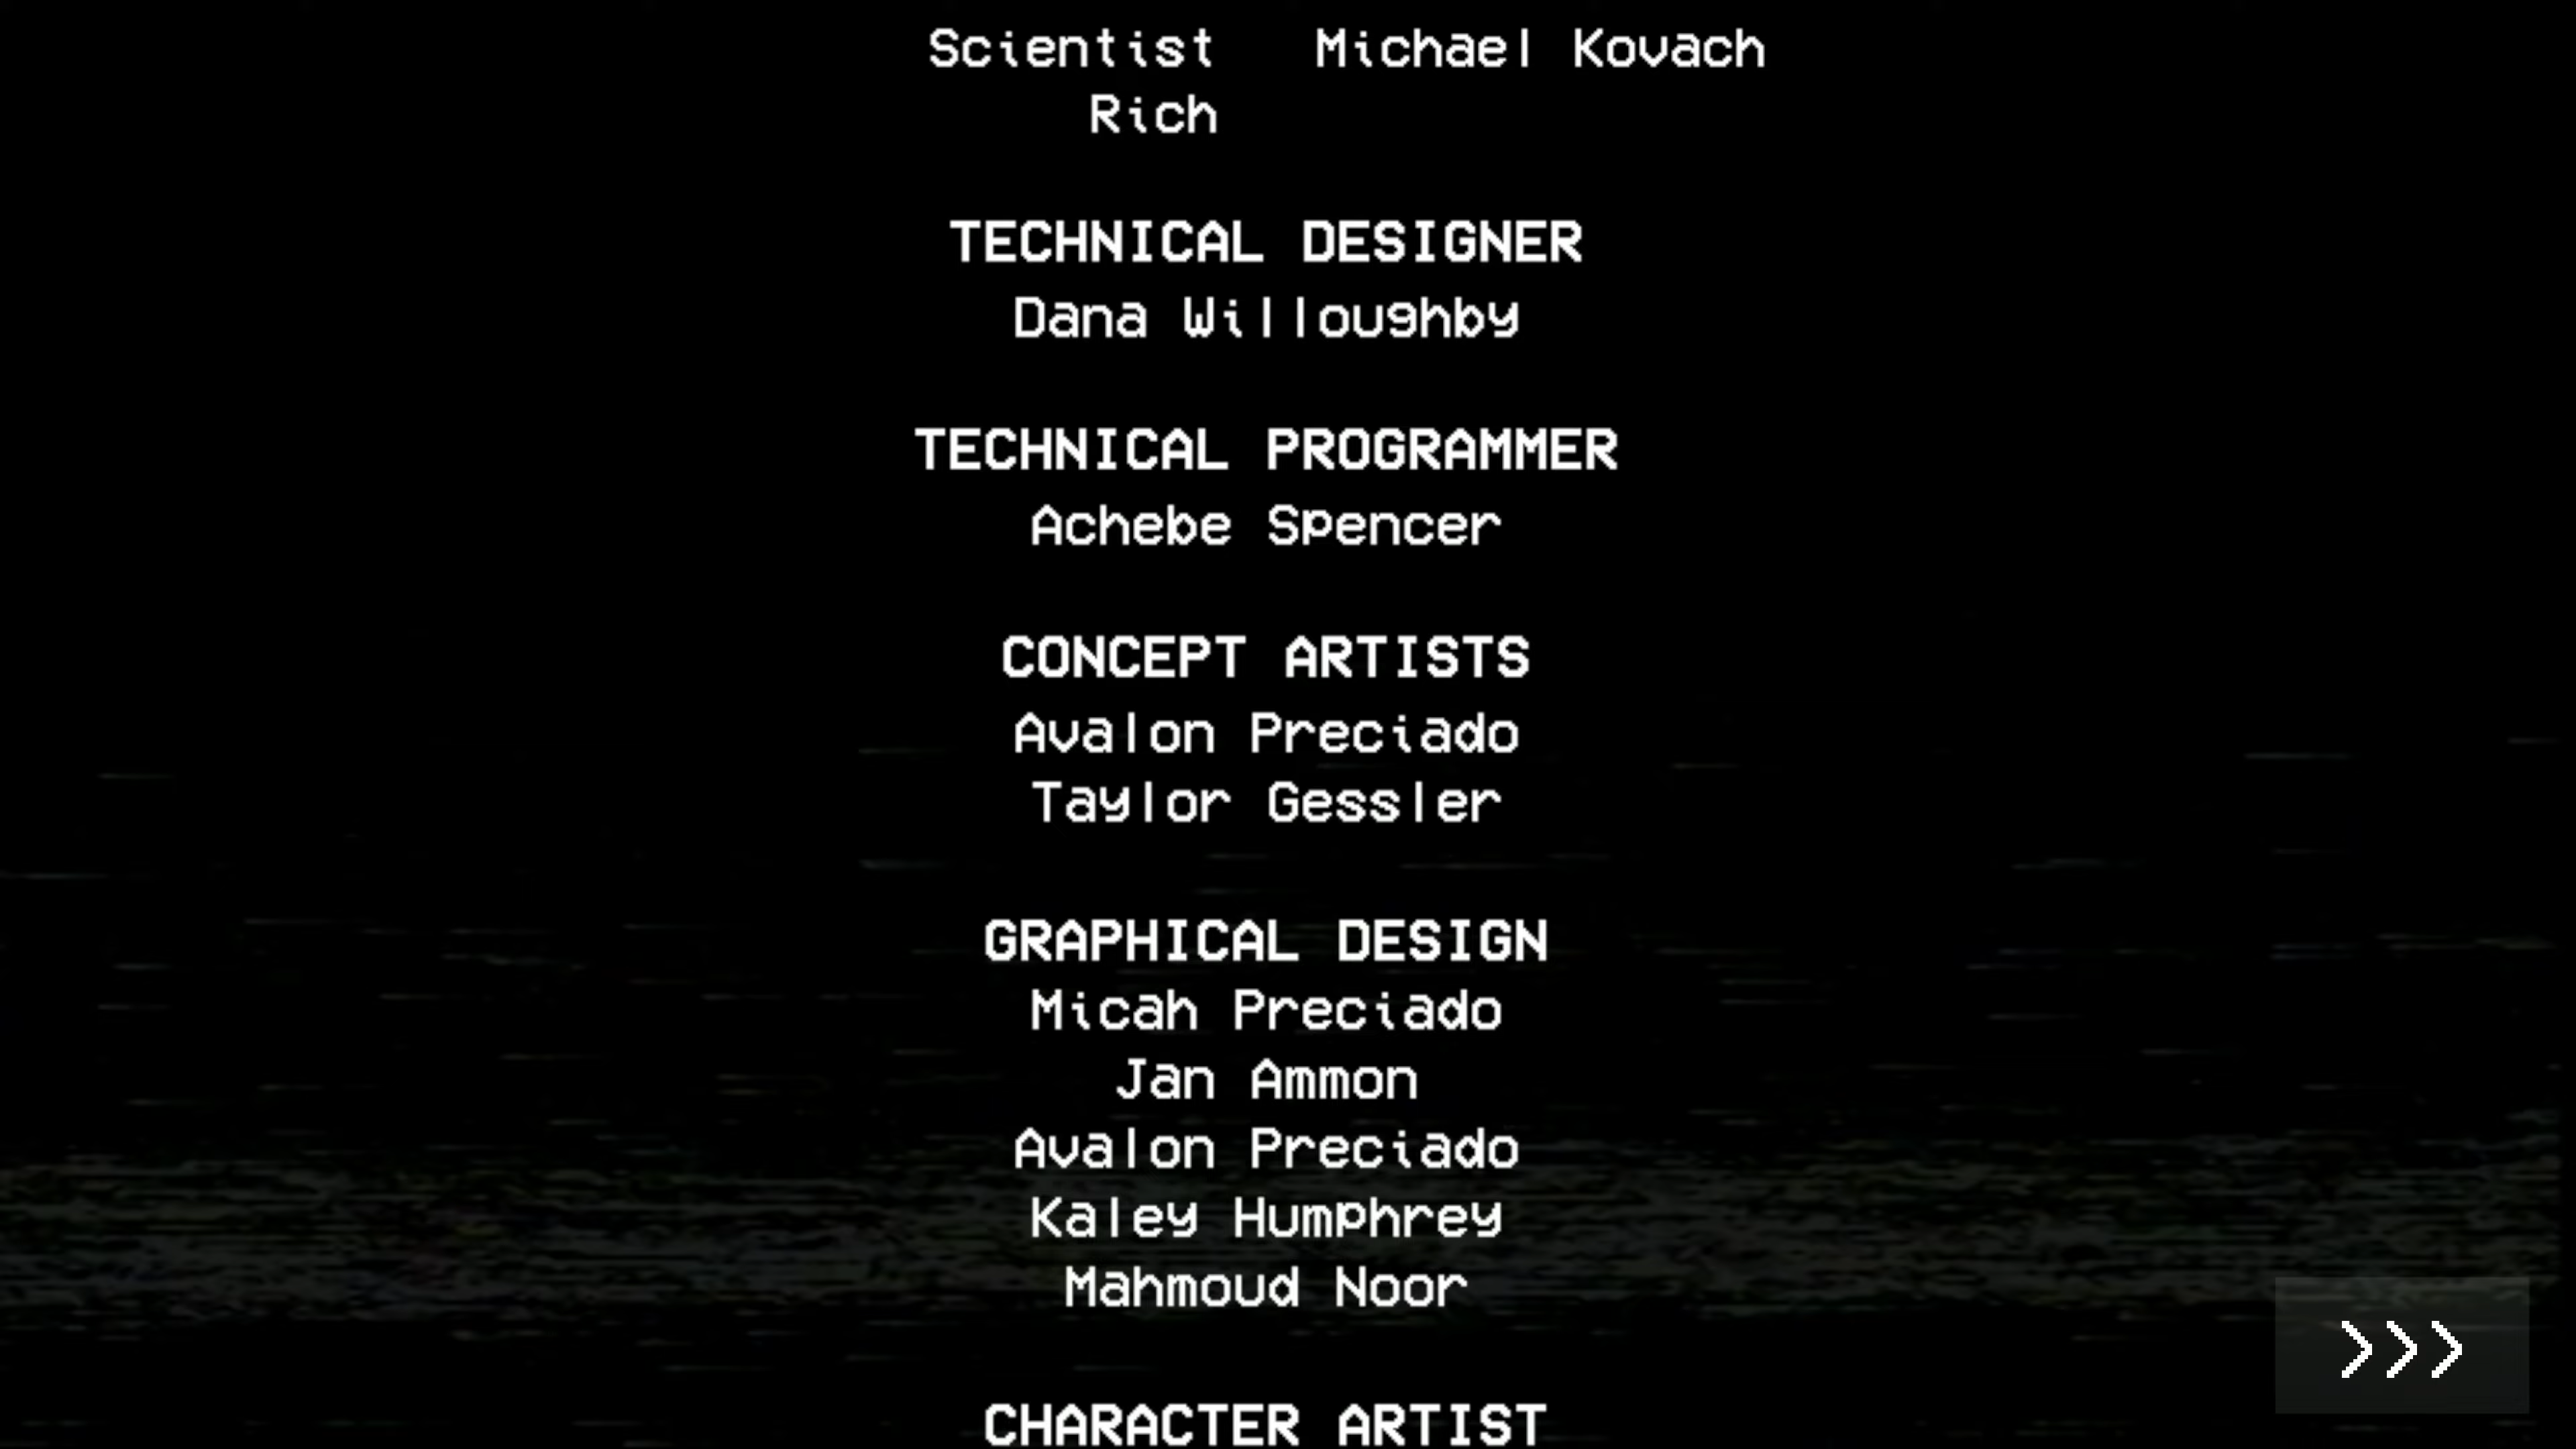 Scientist Michael Kovach
Rich
TECHNICAL DESIGNER
Dana Willoughby
TECHNICAL PROGRAMMER
Achebe Spencer
CONCEPT ARTISTS
Avalon Preciado
Taylor Gessler
GRAPHICAL DESIGN
Micah Preciado
Jan Ammon
Avalon Preciado
Kaley Humphrey
Mahmoud Noor
>>>
CHARACTER ARTIST